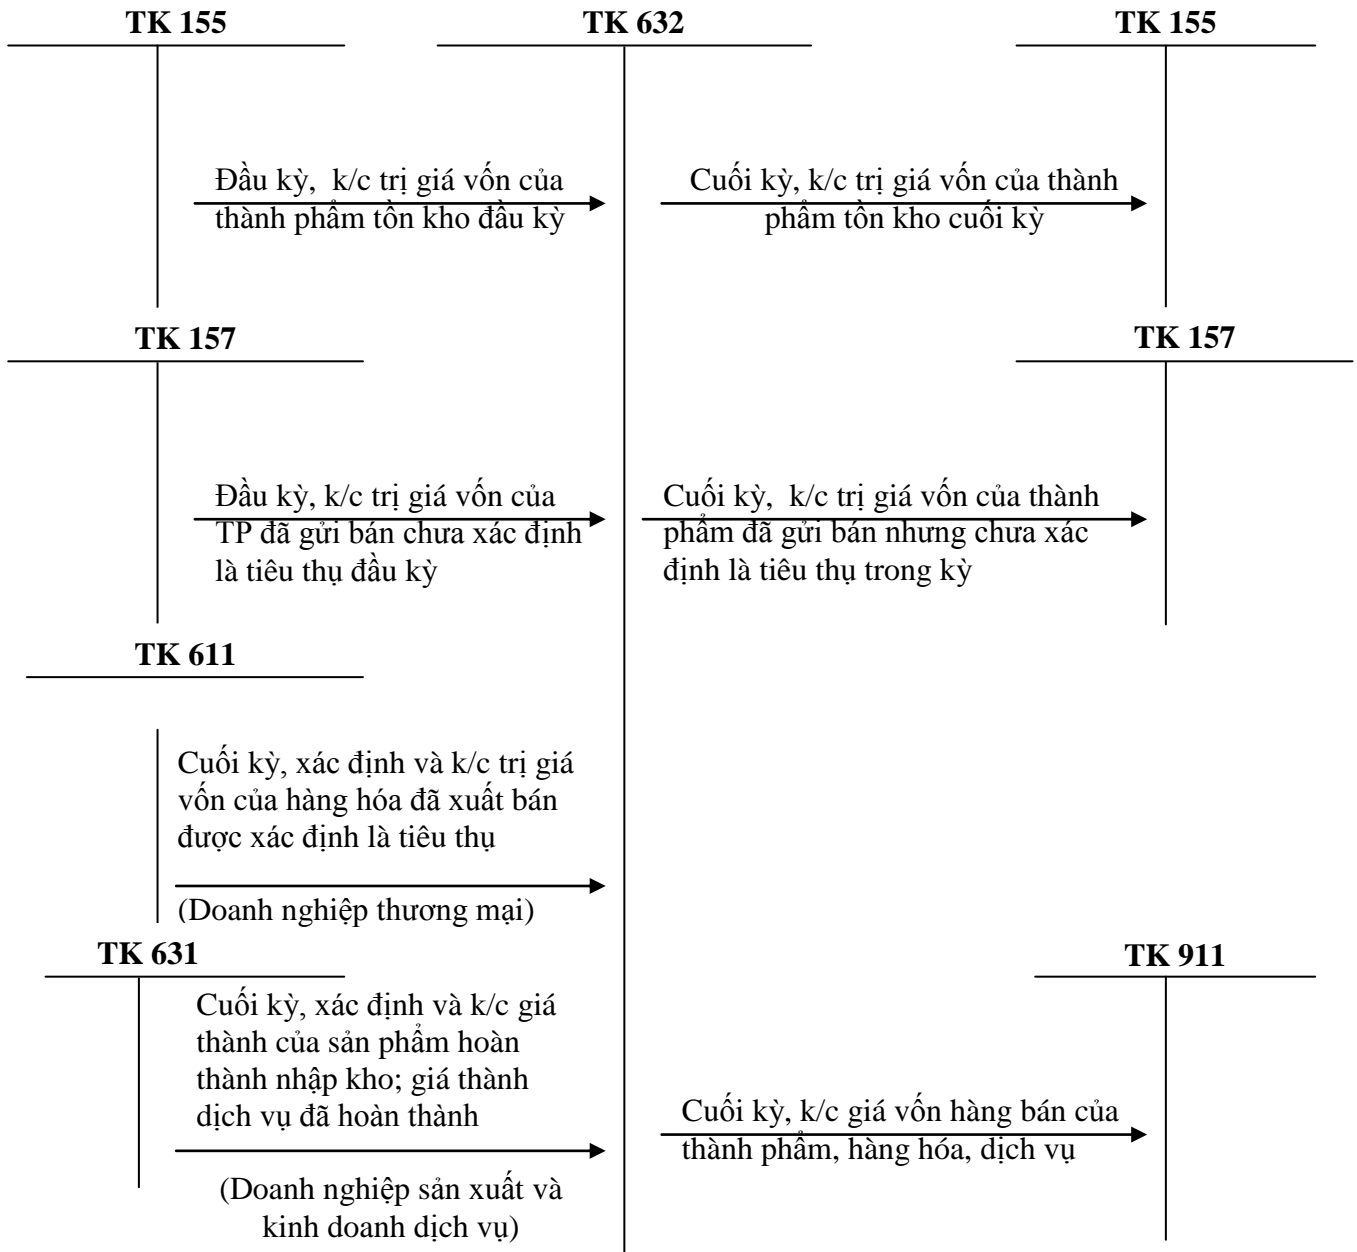 TK 155
TK 632
TK 155
Đầu kỳ, k/c trị giá vốn của
thành phẩm tồn kho đầu kỳ
Cuối kỳ, k/c trị giá vốn của thành
phẩm tồn kho cuối kỳ
TK 157
TK 157
Đầu kỳ, k/c trị giá vốn của
TP đã gửi bán chưa xác định
là tiêu thụ đầu kỳ
Cuối kỳ, k/c trị giá vốn của thành
phẩm đã gửi bán nhưng chưa xác
định là tiêu thụ trong kỳ
TK 611
Cuối kỳ, xác định và k/c trị giá
vốn của hàng hóa đã xuất bán
được xác định là tiêu thụ
(Doanh nghiệp thương mại)
TK 631
TK 911
Cuối kỳ, xác định và k/c giá
thành của sản phẩm hoàn
thành nhập kho; giá thành
dịch vụ đã hoàn thành
Cuối kỳ, k/c giá vốn hàng bán của
thành phẩm, hàng hóa, dịch vụ
(Doanh nghiệp sản xuất và
kinh doanh dịch vụ)